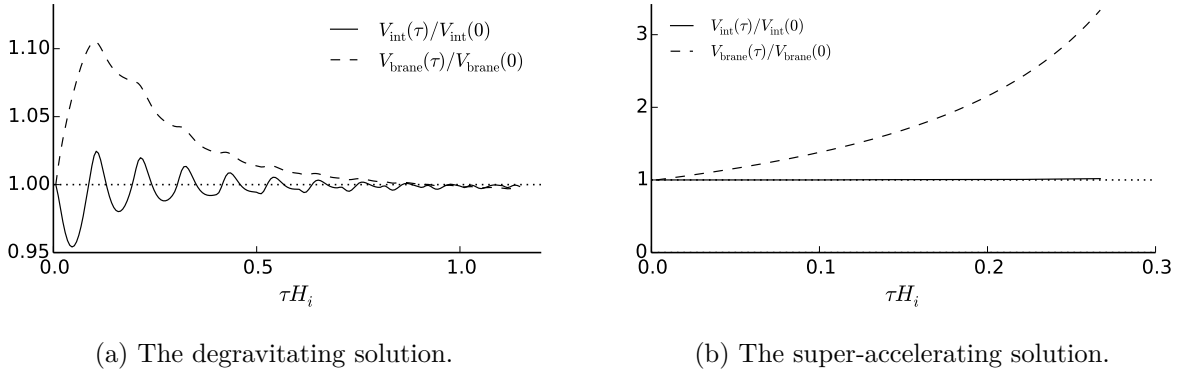 1.10
1.05
1.00
0.95
0.0
0.5
1.0
τH_i
V_int(τ)/V_int(0)
V_brane(τ)/V_brane(0)
(a) The degravitating solution.
3
2
1
0
0.0
0.1
0.2
0.3
τH_i
V_int(τ)/V_int(0)
V_brane(τ)/V_brane(0)
(b) The super-accelerating solution.